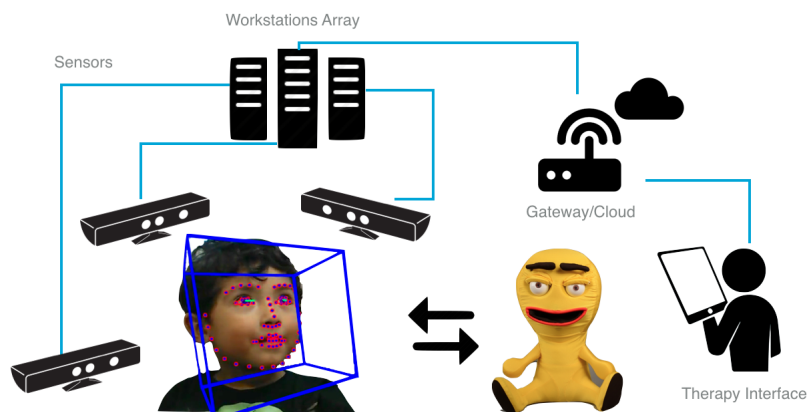 Workstations Array
Sensors
Gateway/Cloud
Therapy Interface